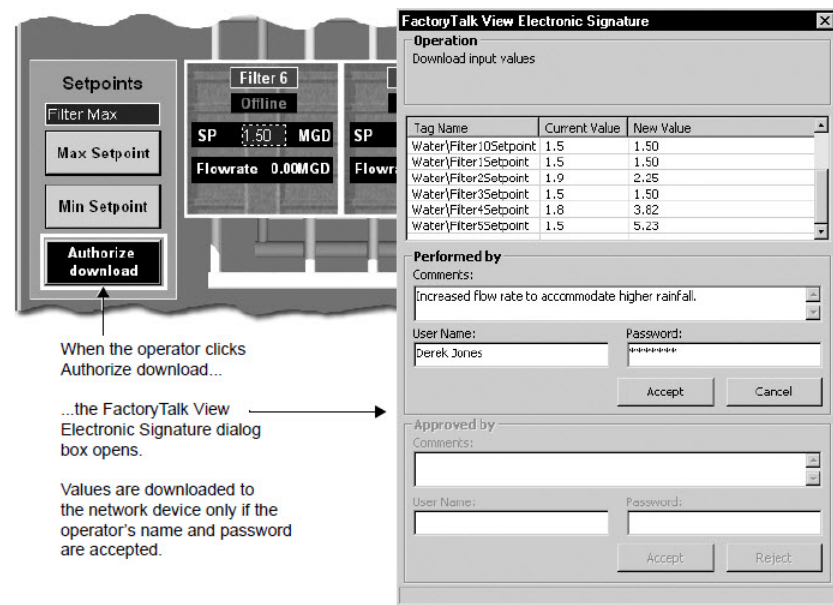 FactoryTalk View Electronic Signature
Operation
Download input values
Tag Name Current Value New Value
Water\Filter10Setpoint 1.5 1.50
Water\Filter1Setpoint 1.5 1.50
Water\Filter2Setpoint 1.9 2.25
Water\Filter3Setpoint 1.5 1.50
Water\Filter4Setpoint 1.8 3.82
Water\Filter5Setpoint 1.5 5.23
Performed by
Comments:
Increased flow rate to accommodate higher rainfall.
User Name: Password:
Derek Jones ********
Accept Cancel
Approved by
Comments:
User Name: Password:
Accept Reject
Setpoints
Filter Max
Max Setpoint
Min Setpoint
Authorize
download
Filter 6
Offline
SP 1.50 MGD
Flowrate 0.00MGD
SP
Flowr
When the operator clicks
Authorize download...
...the FactoryTalk View
Electronic Signature dialog
box opens.
Values are downloaded to
the network device only if the
operator's name and password
are accepted.